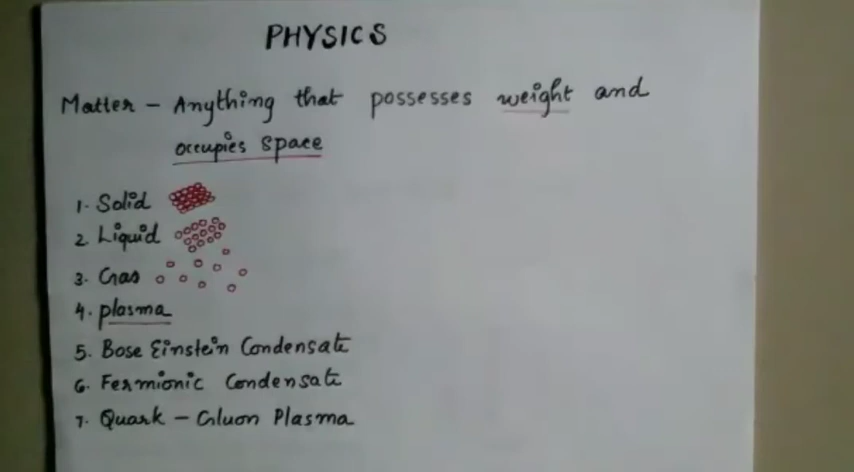 PHYSICS
Matter - Anything that possesses weight and
occupies space
1. Solid
2. Liquid
3. Gas
4. plasma
5. Bose Einstein Condensate
6. Fermionic Condensate
7. Quark - Gluon Plasma